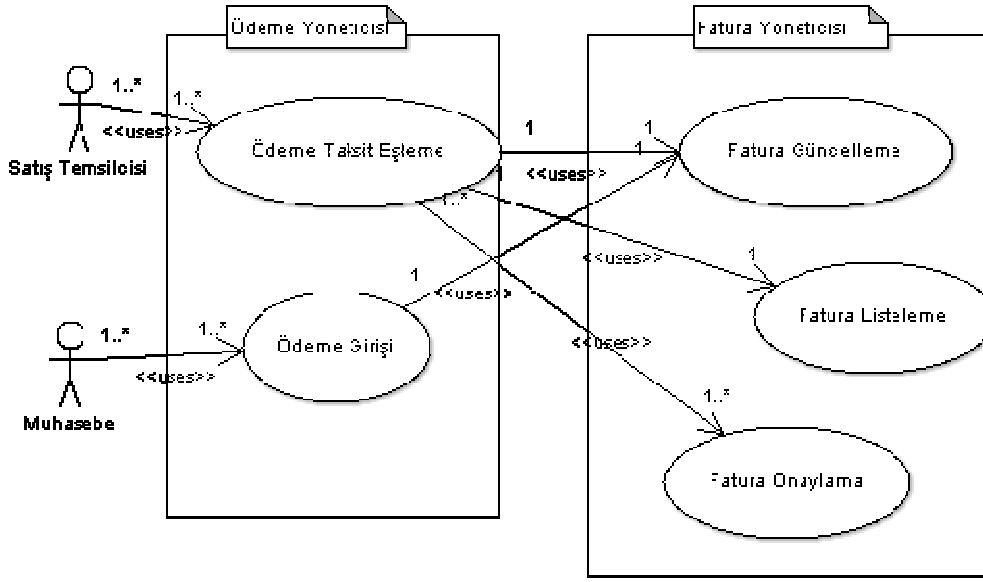 Ödeme Yöneticisi
Fatura Yöneticisi
1..*
1..*
<<uses>>
Satış Temsilcisi
Ödeme Taksit Eşleme
1
1
1
<<uses>>
Fatura Güncelleme
1
1..*
<<uses>>
1
1
<<uses>>
Fatura Listeleme
1..*
1..*
<<uses>>
Muhasebe
Ödeme Girişi
<<uses>>
1..*
Fatura Onaylama